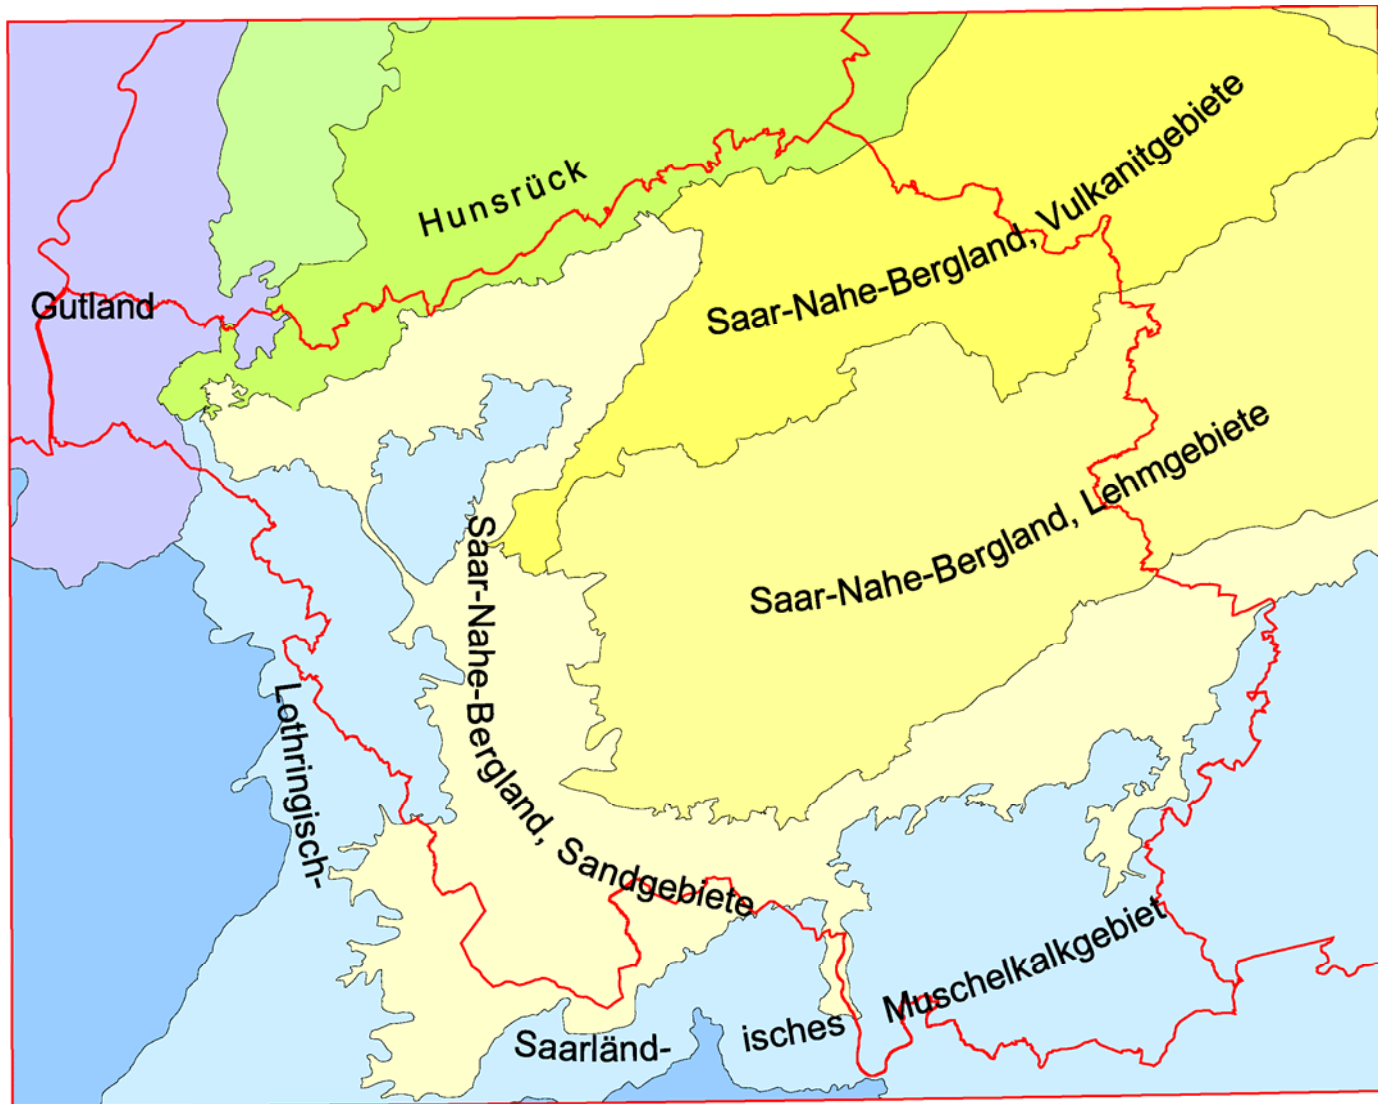 Hunsrück
Saar-Nahe-Bergland, Vulkanitgebiete
Gutland
Saar-Nahe-Bergland, Lehmgebiete
Saar-Nahe-Bergland, Sandgebiete
Lothringisch-
Saarländ-
isches
Muschelkalkgebiet